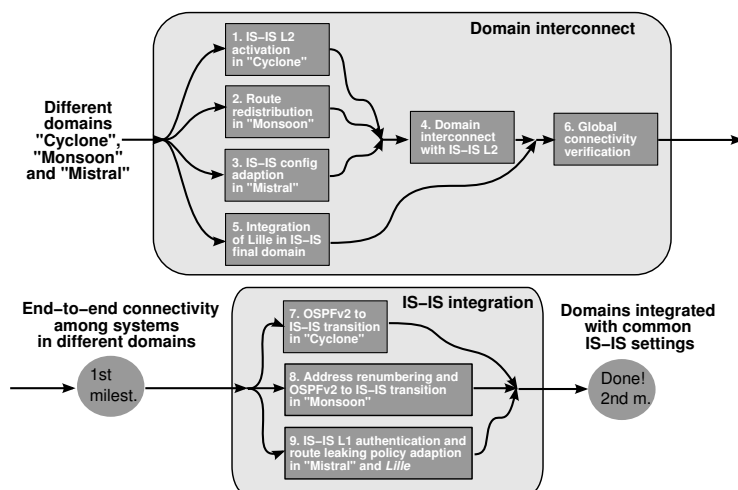 Domain interconnect
1. IS−IS L2
activation
in "Cyclone"
Different
domains
"Cyclone",
"Monsoon"
and "Mistral"
2. Route
redistribution
in "Monsoon"
3. IS−IS config
adaption
in "Mistral"
4. Domain
interconnect
with IS−IS L2
6. Global
connectivity
verification
5. Integration
of Lille in IS−IS
final domain
IS−IS integration
End−to−end connectivity
among systems
in different domains
1st
milest.
7. OSPFv2 to
IS−IS transition
in "Cyclone"
8. Address renumbering and
OSPFv2 to IS−IS transition
in "Monsoon"
9. IS−IS L1 authentication and
route leaking policy adaption
in "Mistral" and Lille
Domains integrated
with common
IS−IS settings
Done!
2nd m.